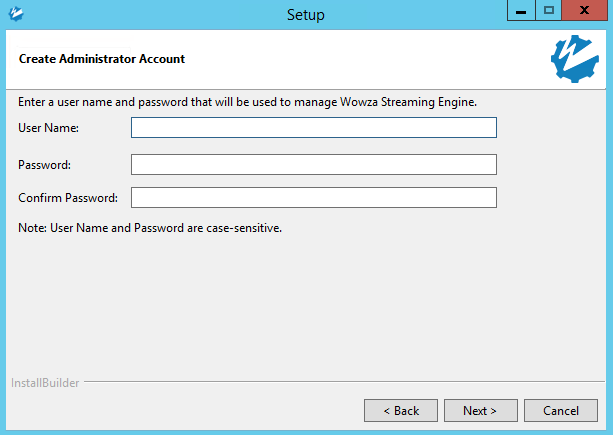 Setup
Create Administrator Account
Enter a user name and password that will be used to manage Wowza Streaming Engine.
User Name:
Password:
Confirm Password:
Note: User Name and Password are case-sensitive.
InstallBuilder
< Back Next > Cancel